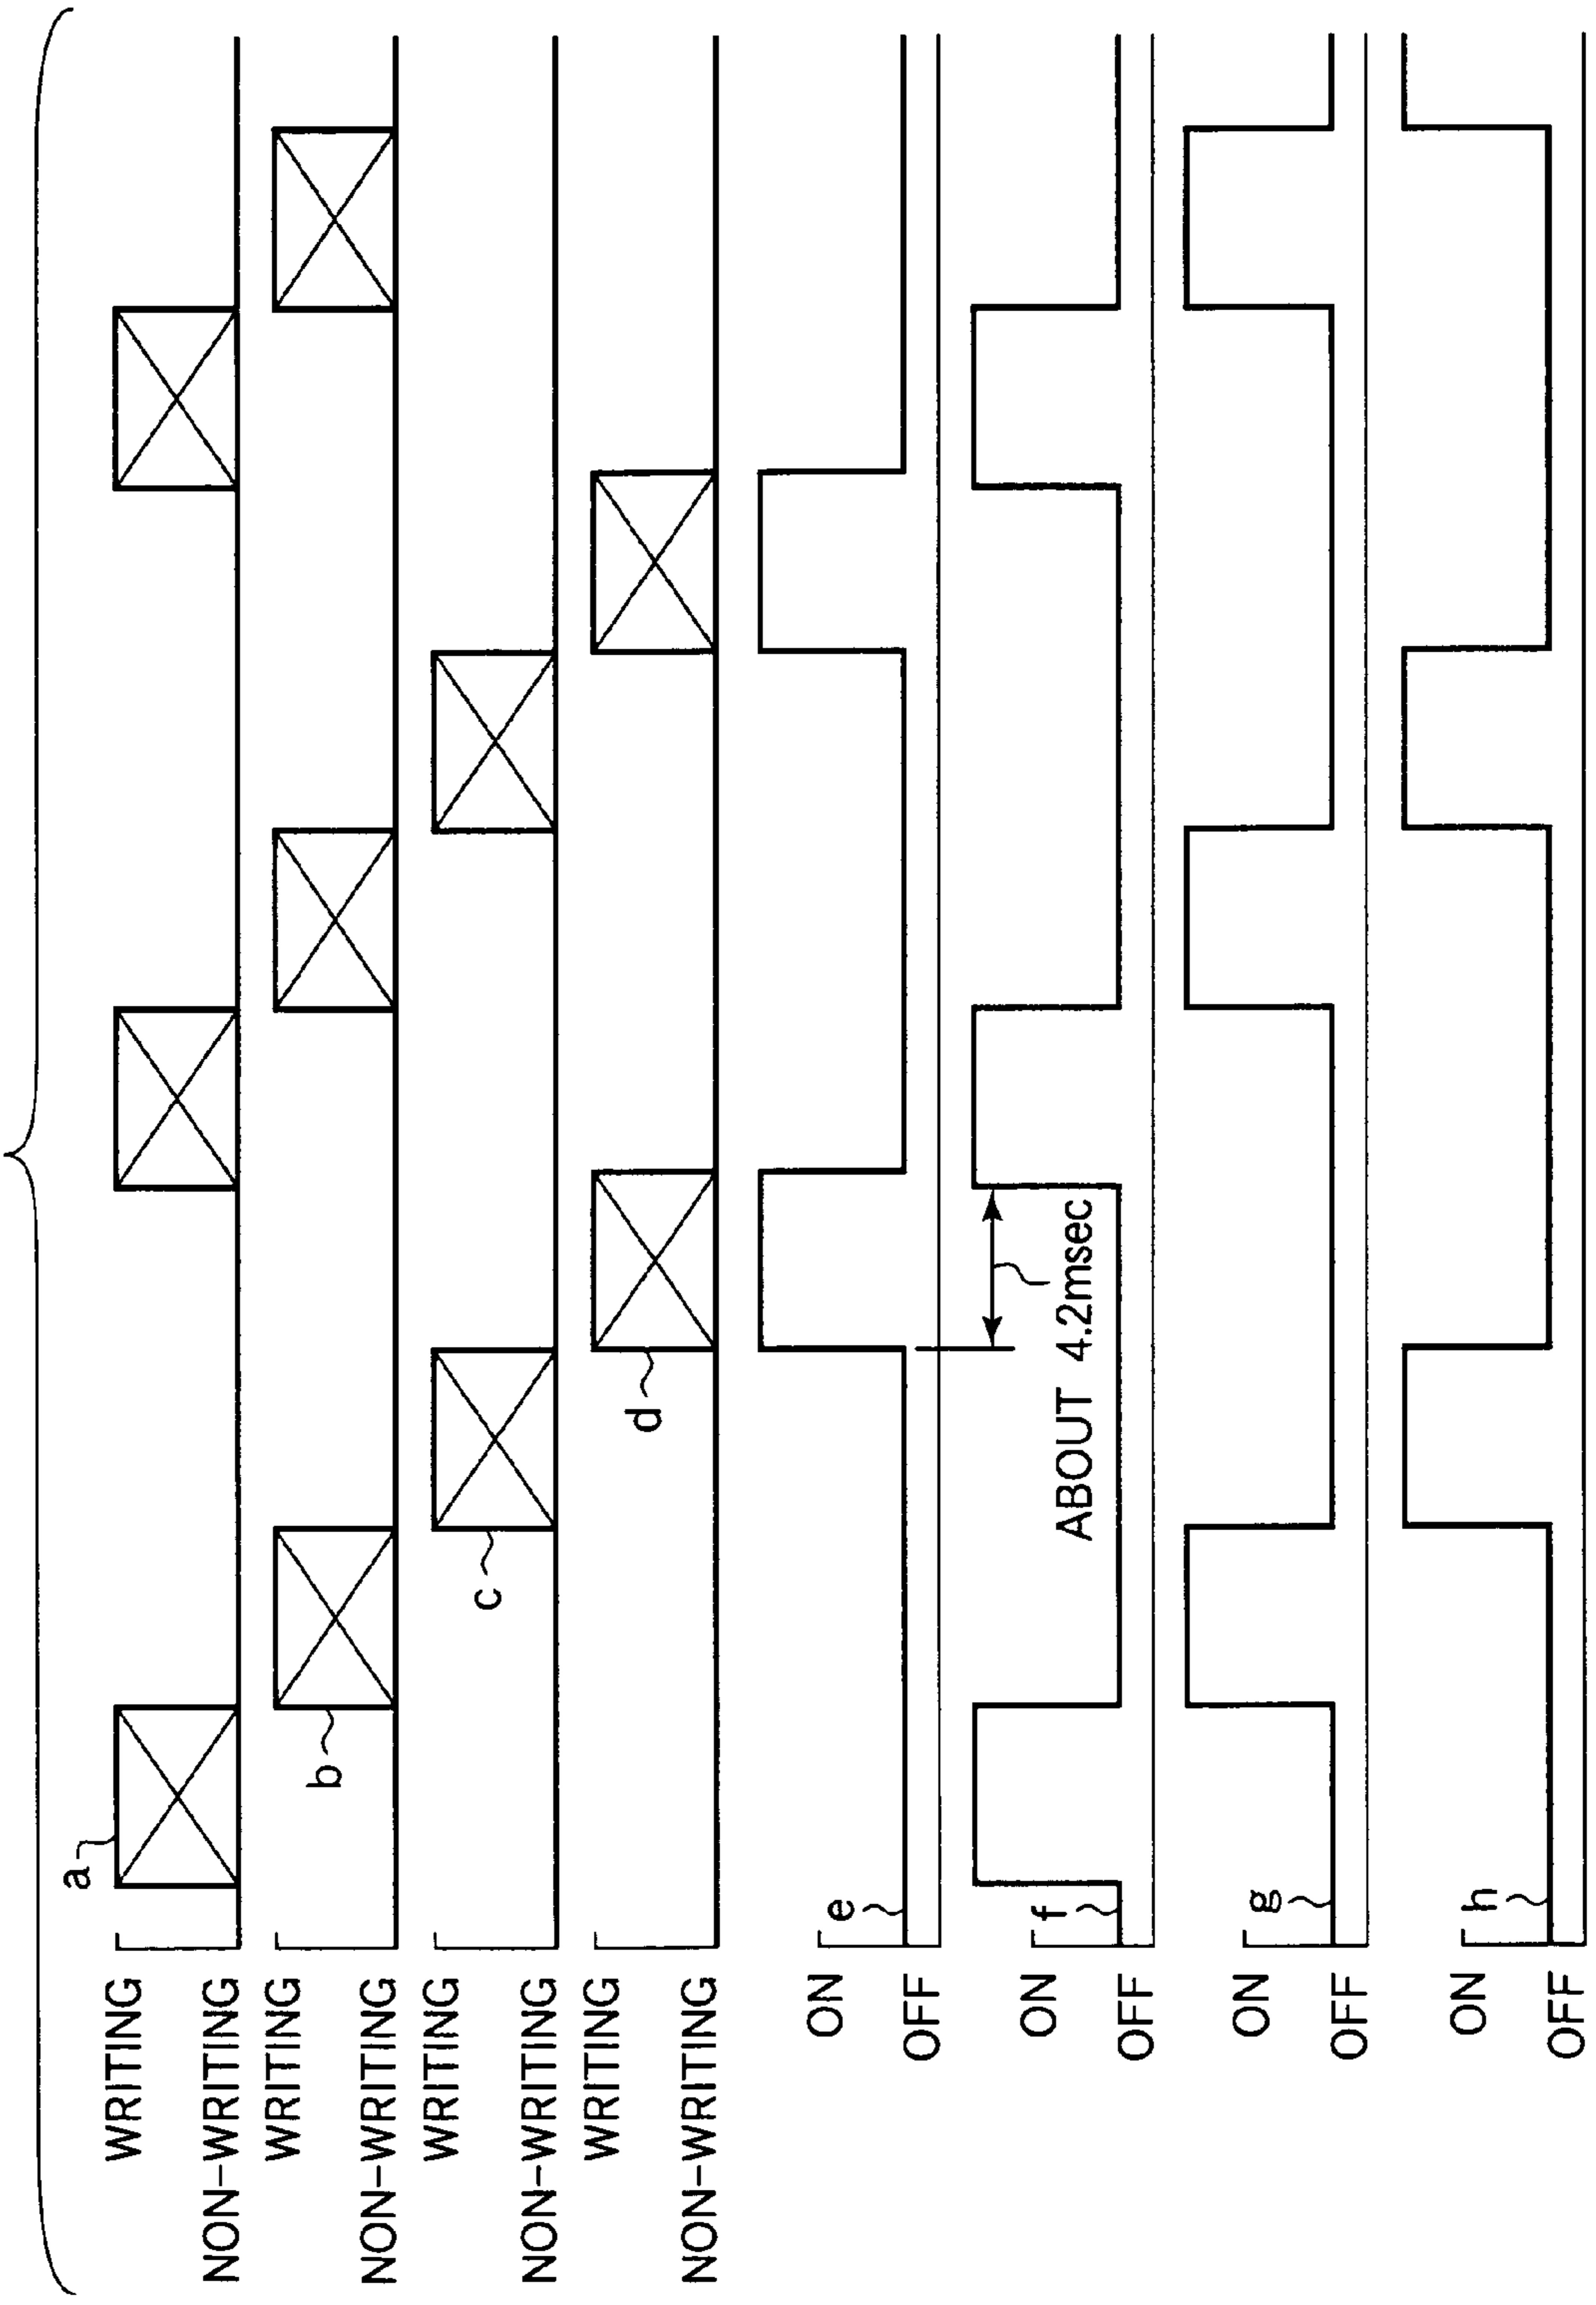 WRITING
a
NON-WRITING
WRITING
b
NON-WRITING
WRITING
c
NON-WRITING
WRITING
d
NON-WRITING
ON
e
OFF
ON
f
ABOUT 4.2msec
OFF
ON
g
OFF
ON
h
OFF